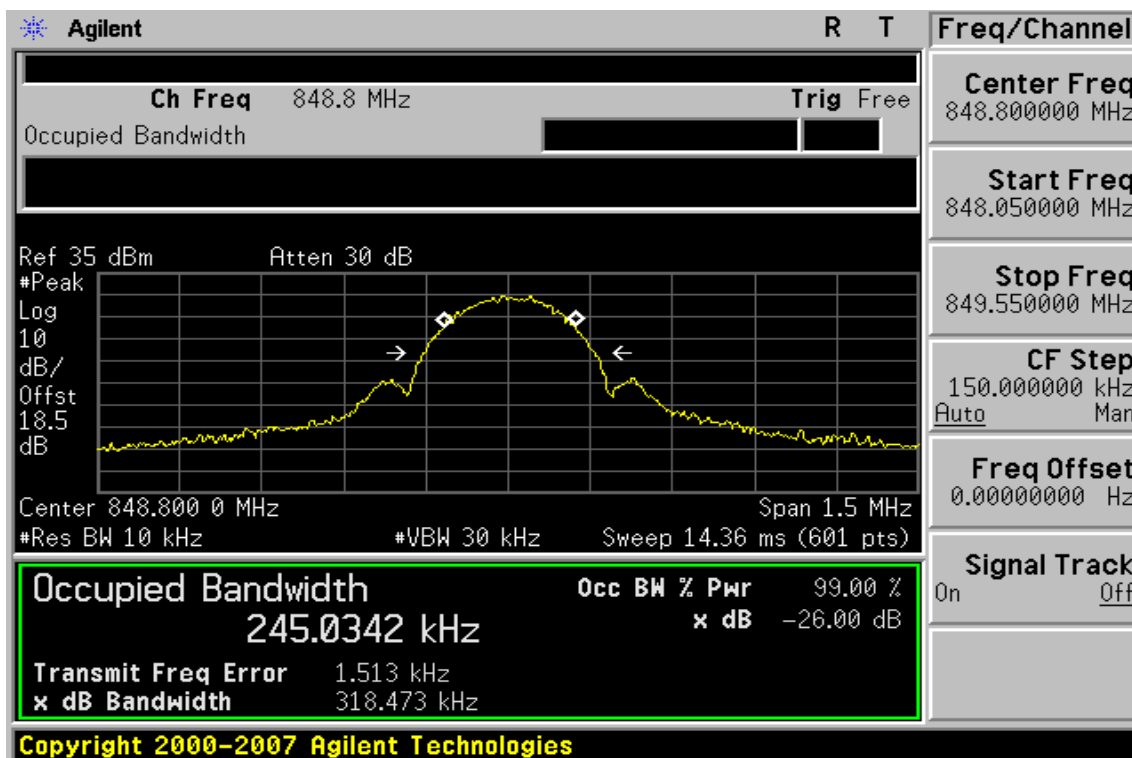 Agilent R T
Ch Freq 848.8 MHz Trig Free
Occupied Bandwidth
Ref 35 dBm Atten 30 dB
#Peak
Log
10
dB/
Offst
18.5
dB
Center 848.800 0 MHz Span 1.5 MHz
#Res BW 10 kHz #VBW 30 kHz Sweep 14.36 ms (601 pts)
Occupied Bandwidth Occ BW % Pwr 99.00 %
245.0342 kHz x dB -26.00 dB
Transmit Freq Error 1.513 kHz
x dB Bandwidth 318.473 kHz
Copyright 2000-2007 Agilent Technologies
Freq/Channel
Center Freq
848.800000 MHz
Start Freq
848.050000 MHz
Stop Freq
849.550000 MHz
CF Step
150.000000 kHz
Auto Man
Freq Offset
0.00000000 Hz
Signal Track
On Off